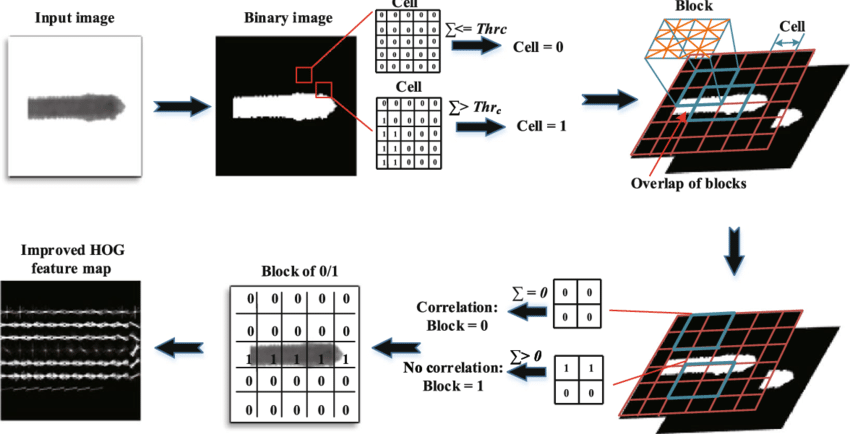 Input image
Binary image
Cell
0 0 0 0 0
0 0 0 0 0
0 0 0 0 0
0 0 0 0 0
0 0 0 0 0
∑<= Thrc
Cell = 0
Cell
1 0 0 0 0
1 0 0 0 0
1 1 0 0 0
1 1 0 0 0
1 0 0 0 0
∑> Thrc
Cell = 1
Block
Cell
Overlap of blocks
Improved HOG
feature map
Block of 0/1
0 0 0 0 0
0 0 0 0 0
1 1 1 1 1
0 0 0 0 0
0 0 0 0 0
Correlation:
Block = 0
∑ = 0
0 0
0 0
No correlation:
Block = 1
∑> 0
1 1
0 0